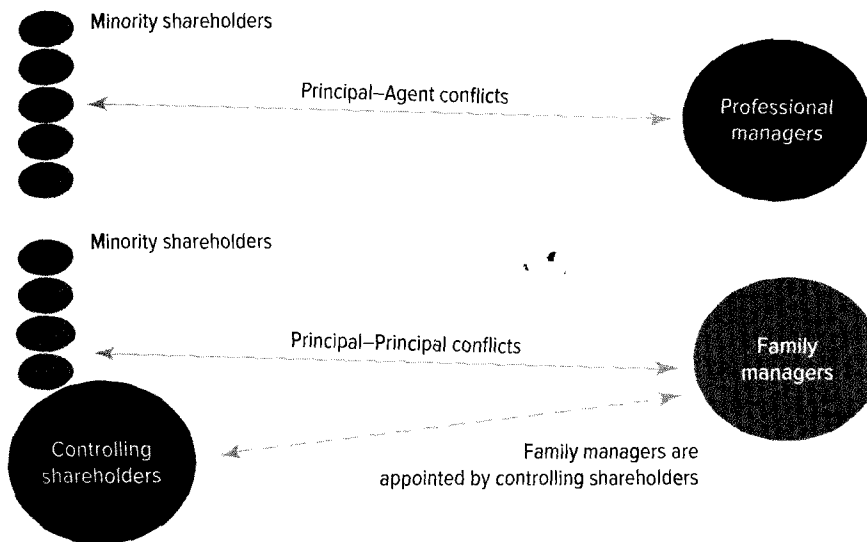 Minority shareholders
Principal–Agent conflicts
Professional
managers
Minority shareholders
Principal–Principal conflicts
Family
managers
Controlling
shareholders
Family managers are
appointed by controlling shareholders